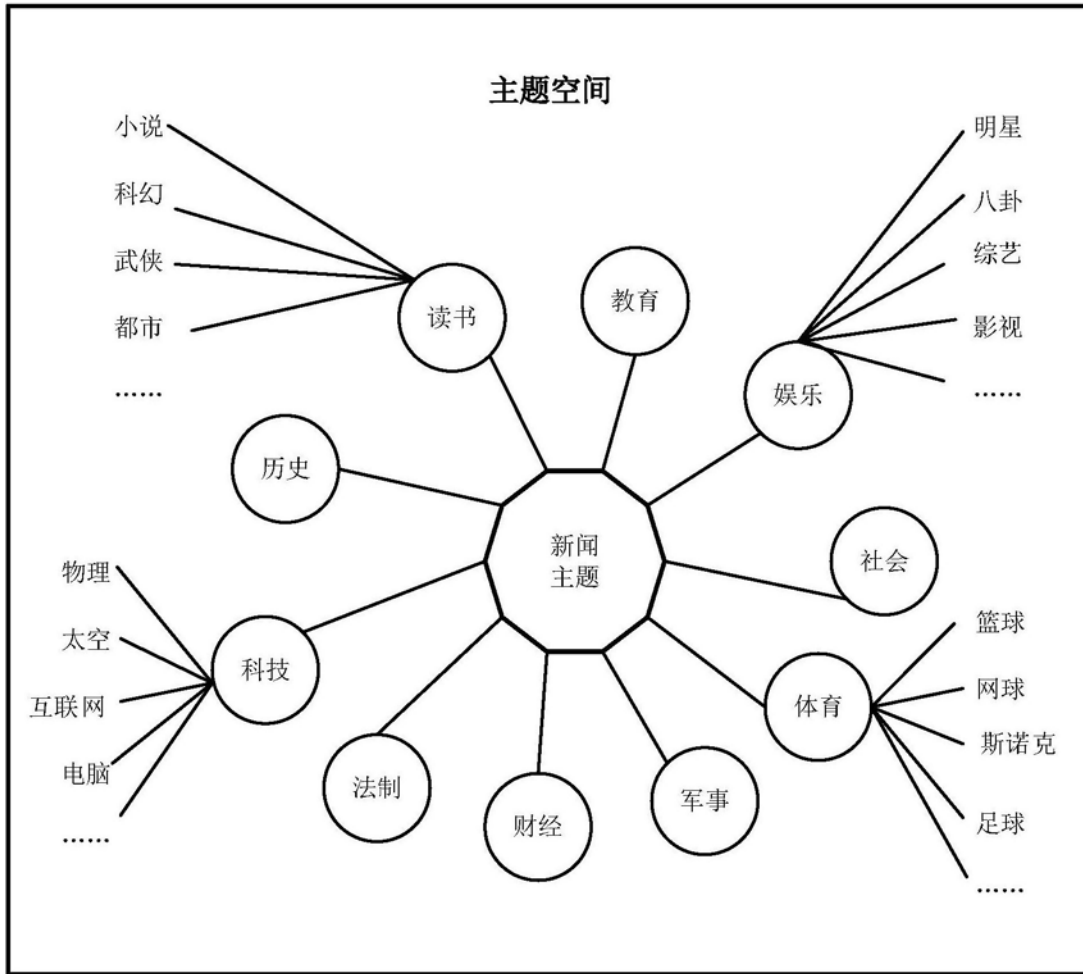 主题空间
小说
科幻
武侠
都市
……
明星
八卦
综艺
影视
……
读书
教育
娱乐
历史
社会
新闻
主题
物理
太空
互联网
电脑
……
科技
法制
财经
军事
体育
篮球
网球
斯诺克
足球
……